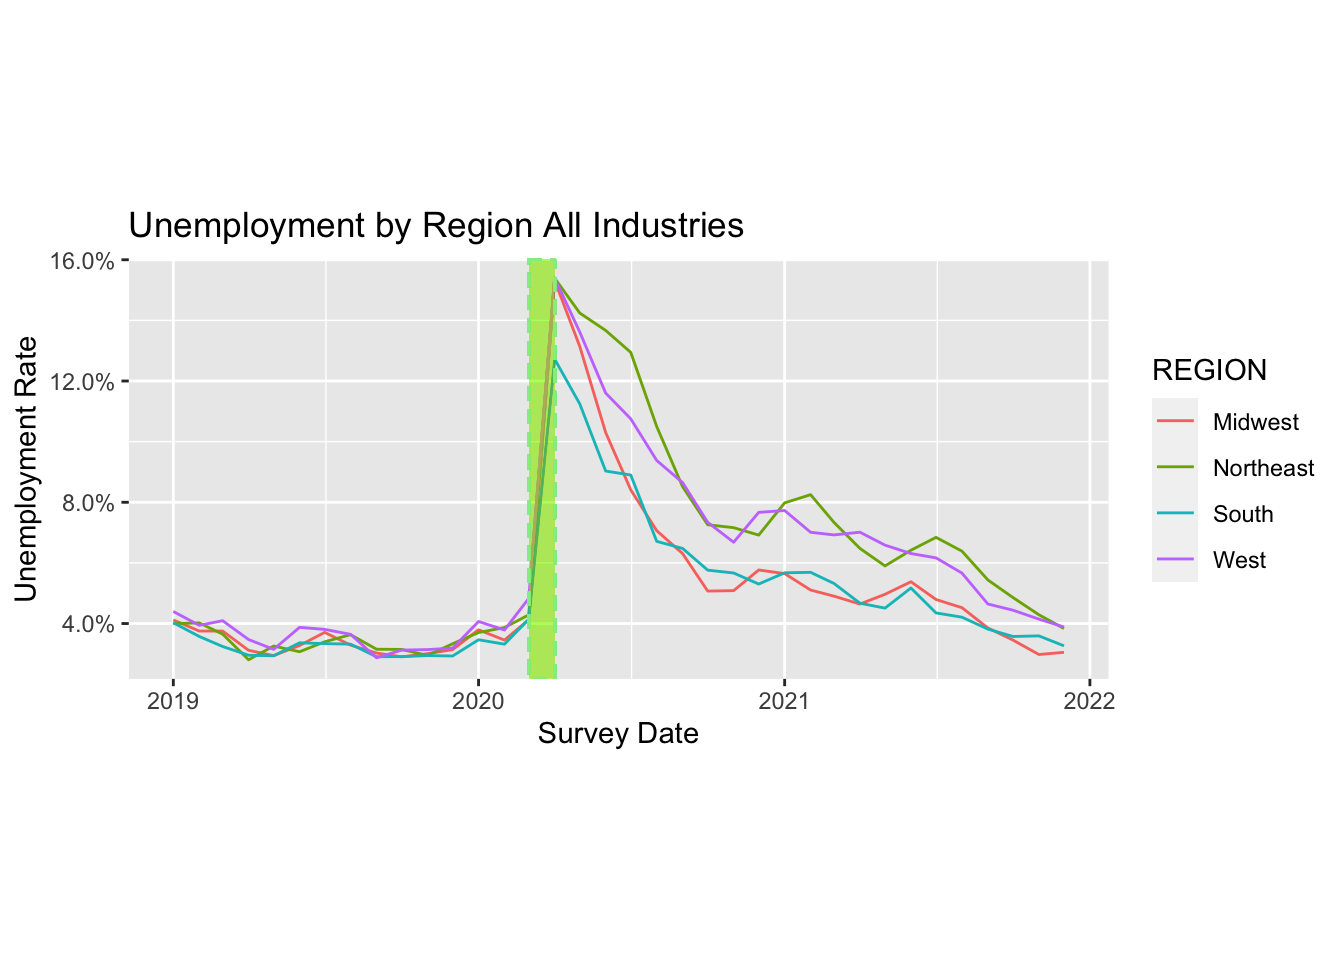 Unemployment by Region All Industries
16.0%
12.0%
8.0%
4.0%
Unemployment Rate
2019
2020
2021
2022
Survey Date
REGION
Midwest
Northeast
South
West